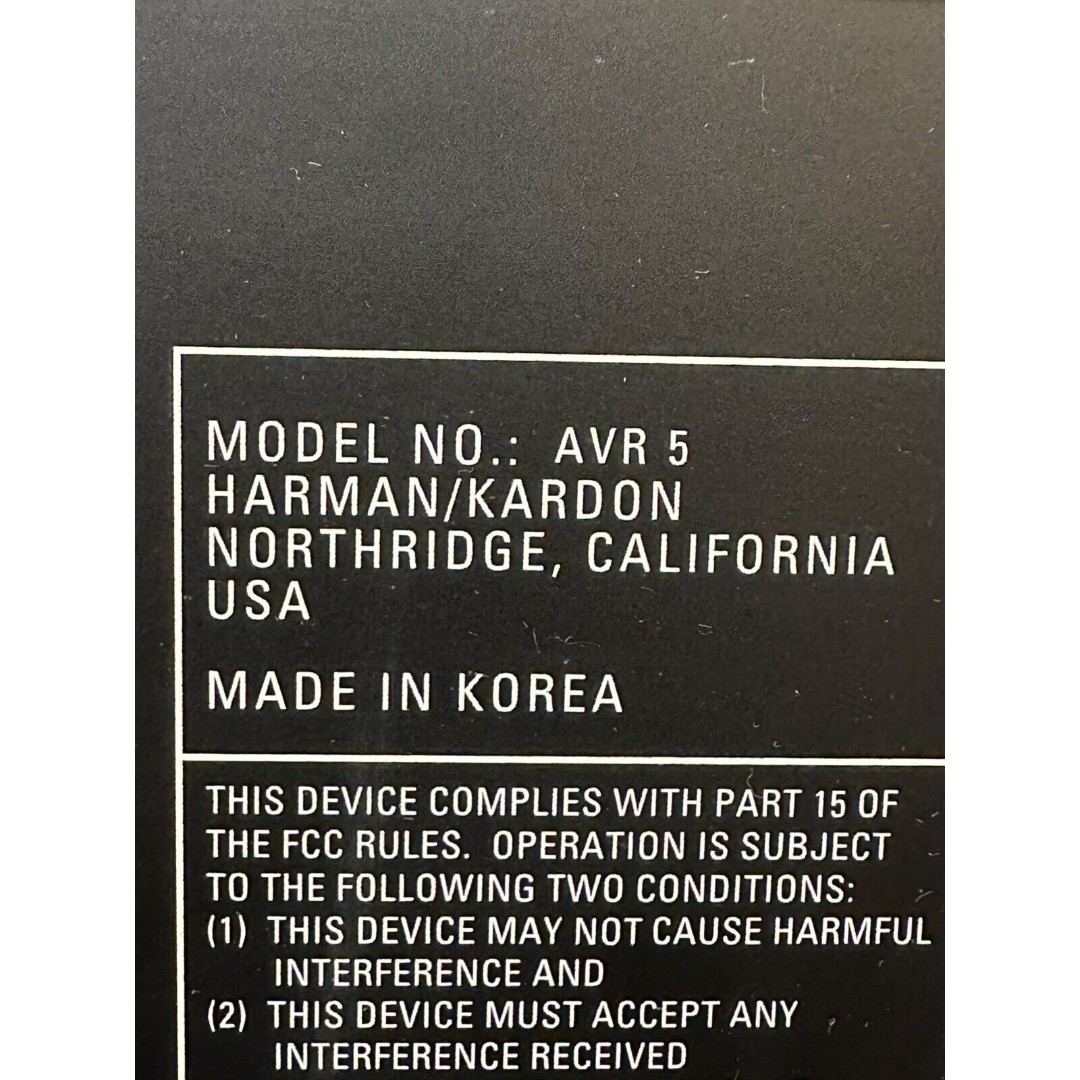 MODEL NO.: AVR 5
HARMAN/KARDON
NORTHRIDGE, CALIFORNIA
USA
MADE IN KOREA
THIS DEVICE COMPLIES WITH PART 15 OF
THE FCC RULES. OPERATION IS SUBJECT
TO THE FOLLOWING TWO CONDITIONS:
(1) THIS DEVICE MAY NOT CAUSE HARMFUL
INTERFERENCE AND
(2) THIS DEVICE MUST ACCEPT ANY
INTERFERENCE RECEIVED